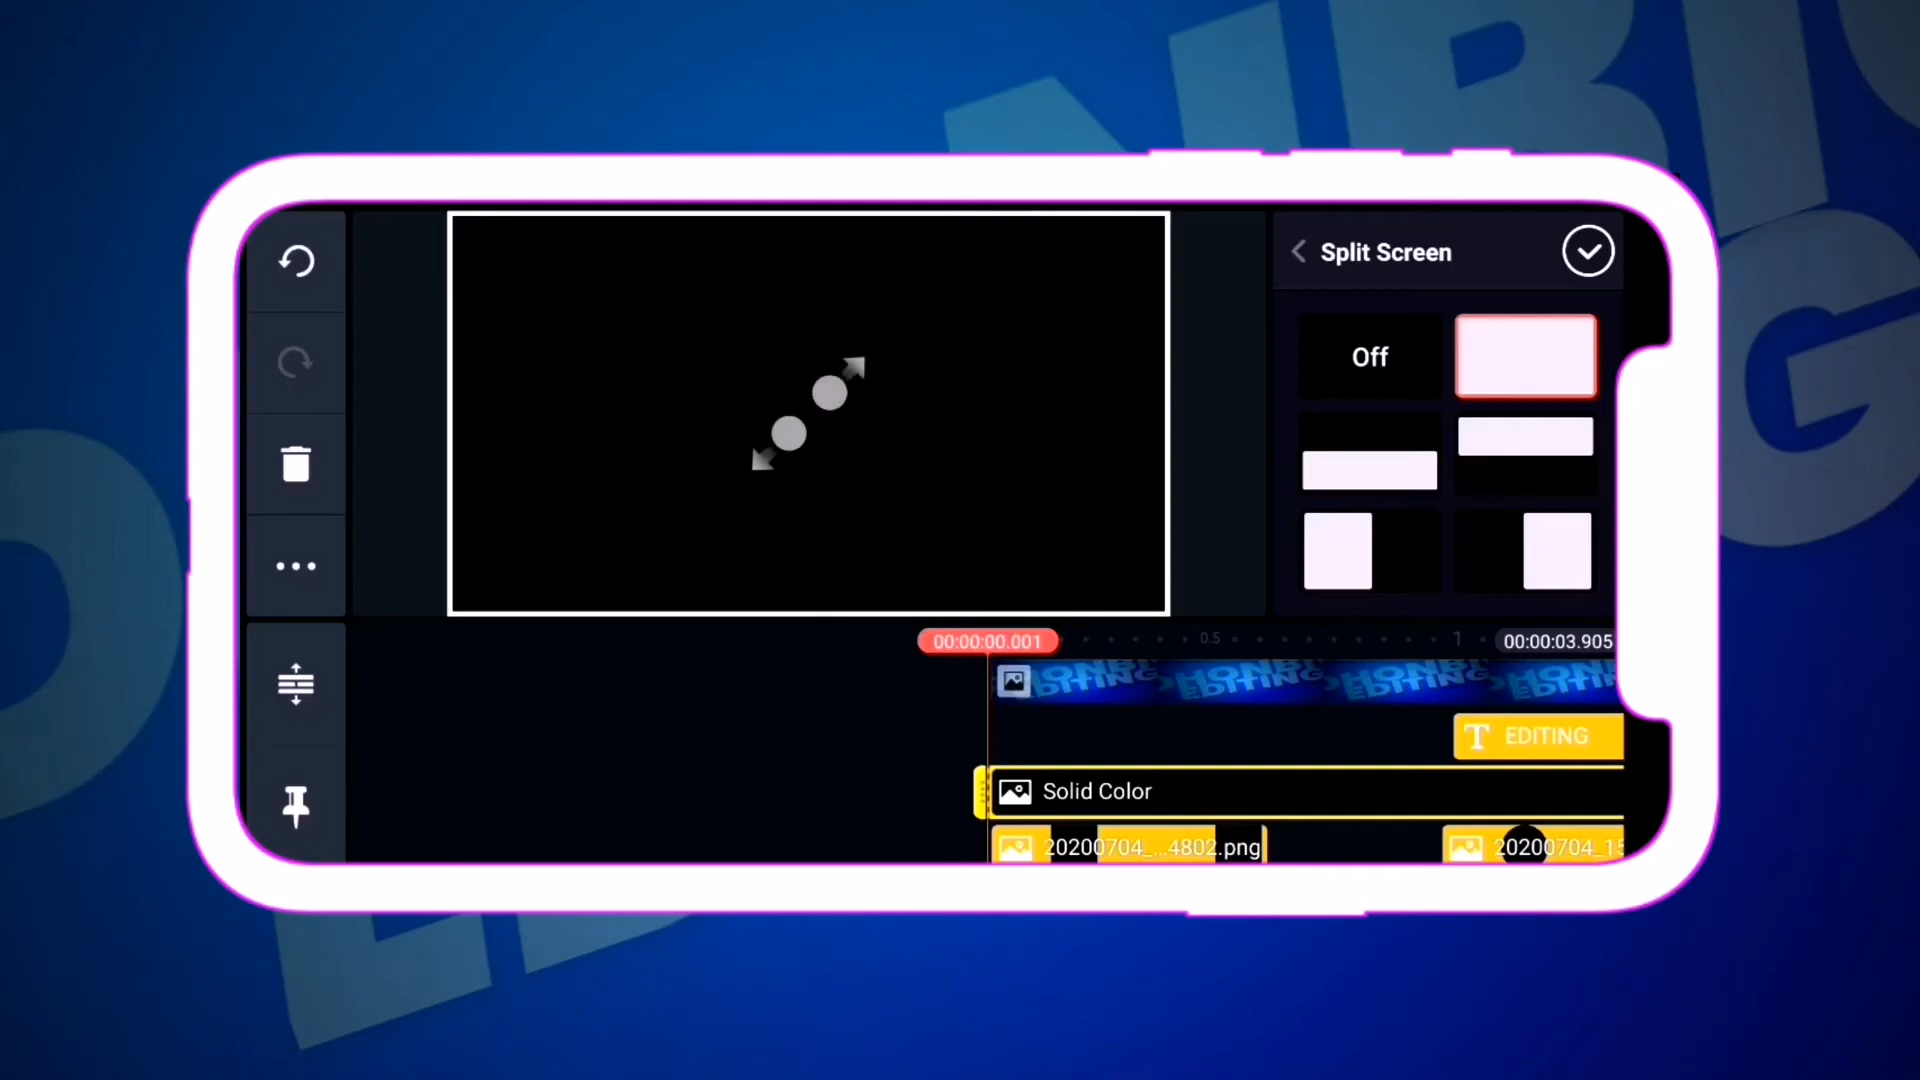 Split Screen
Off
00:00:00.001
0.5
1
00:00:03.905
EDITING
Solid Color
20200704_...4802.png
20200704_15